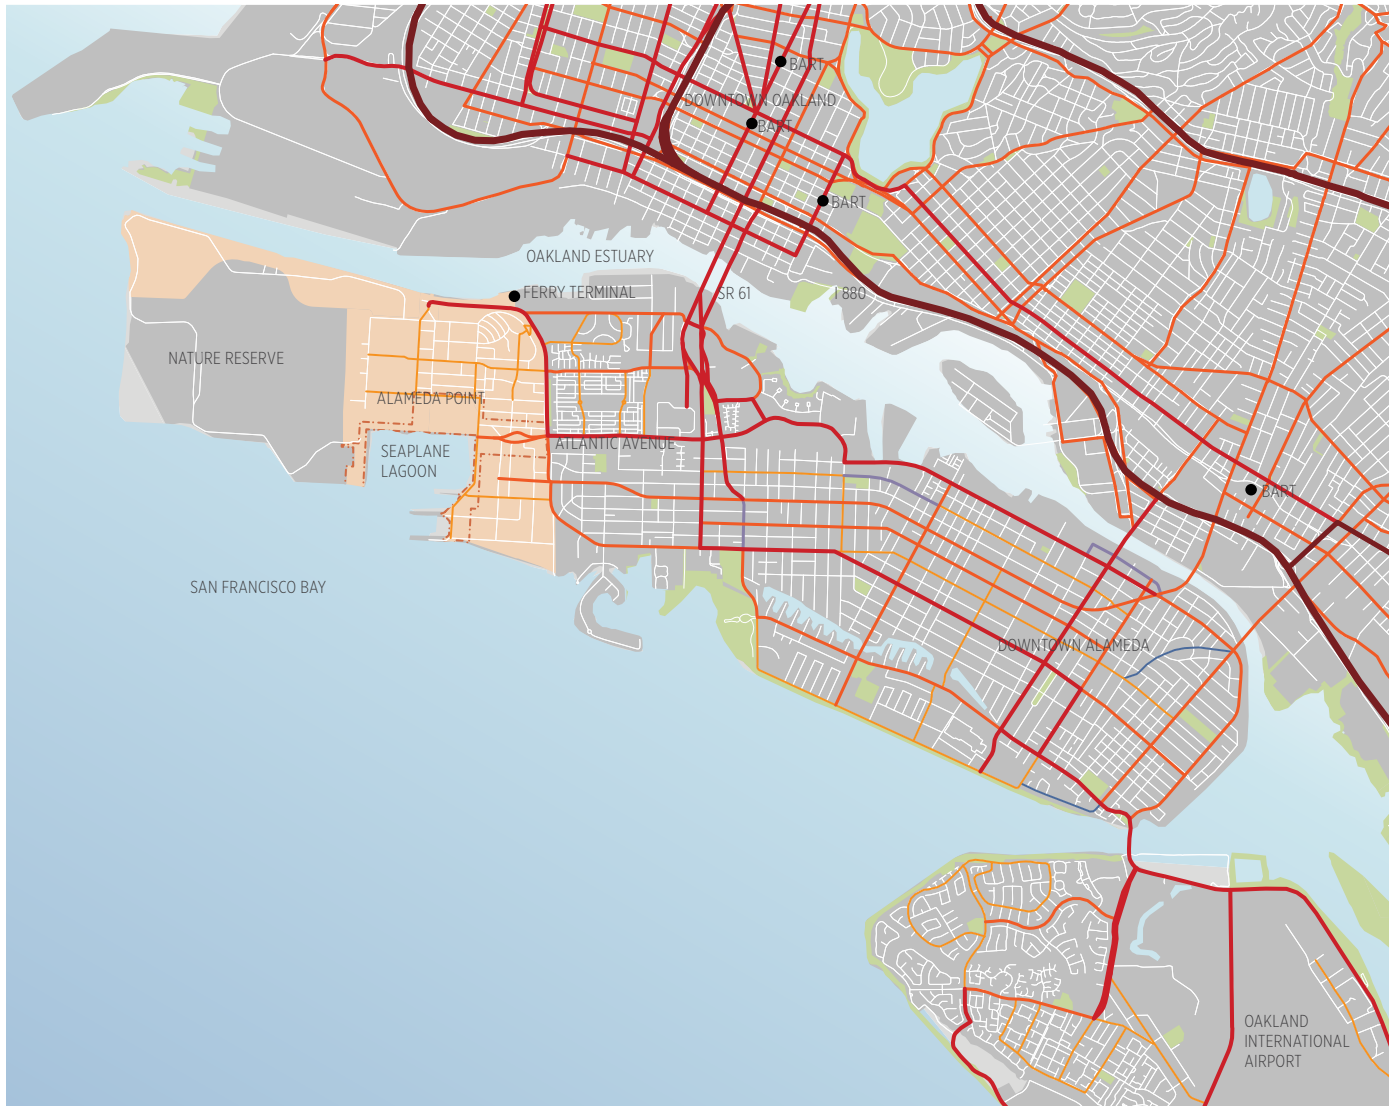 BART
DOWNTOWN OAKLAND
BART
BART
OAKLAND ESTUARY
FERRY TERMINAL
SR 61
I 880
NATURE RESERVE
ALAMEDA POINT
ATLANTIC AVENUE
SEAPLANE
LAGOON
BART
SAN FRANCISCO BAY
DOWNTOWN ALAMEDA
OAKLAND
INTERNATIONAL
AIRPORT